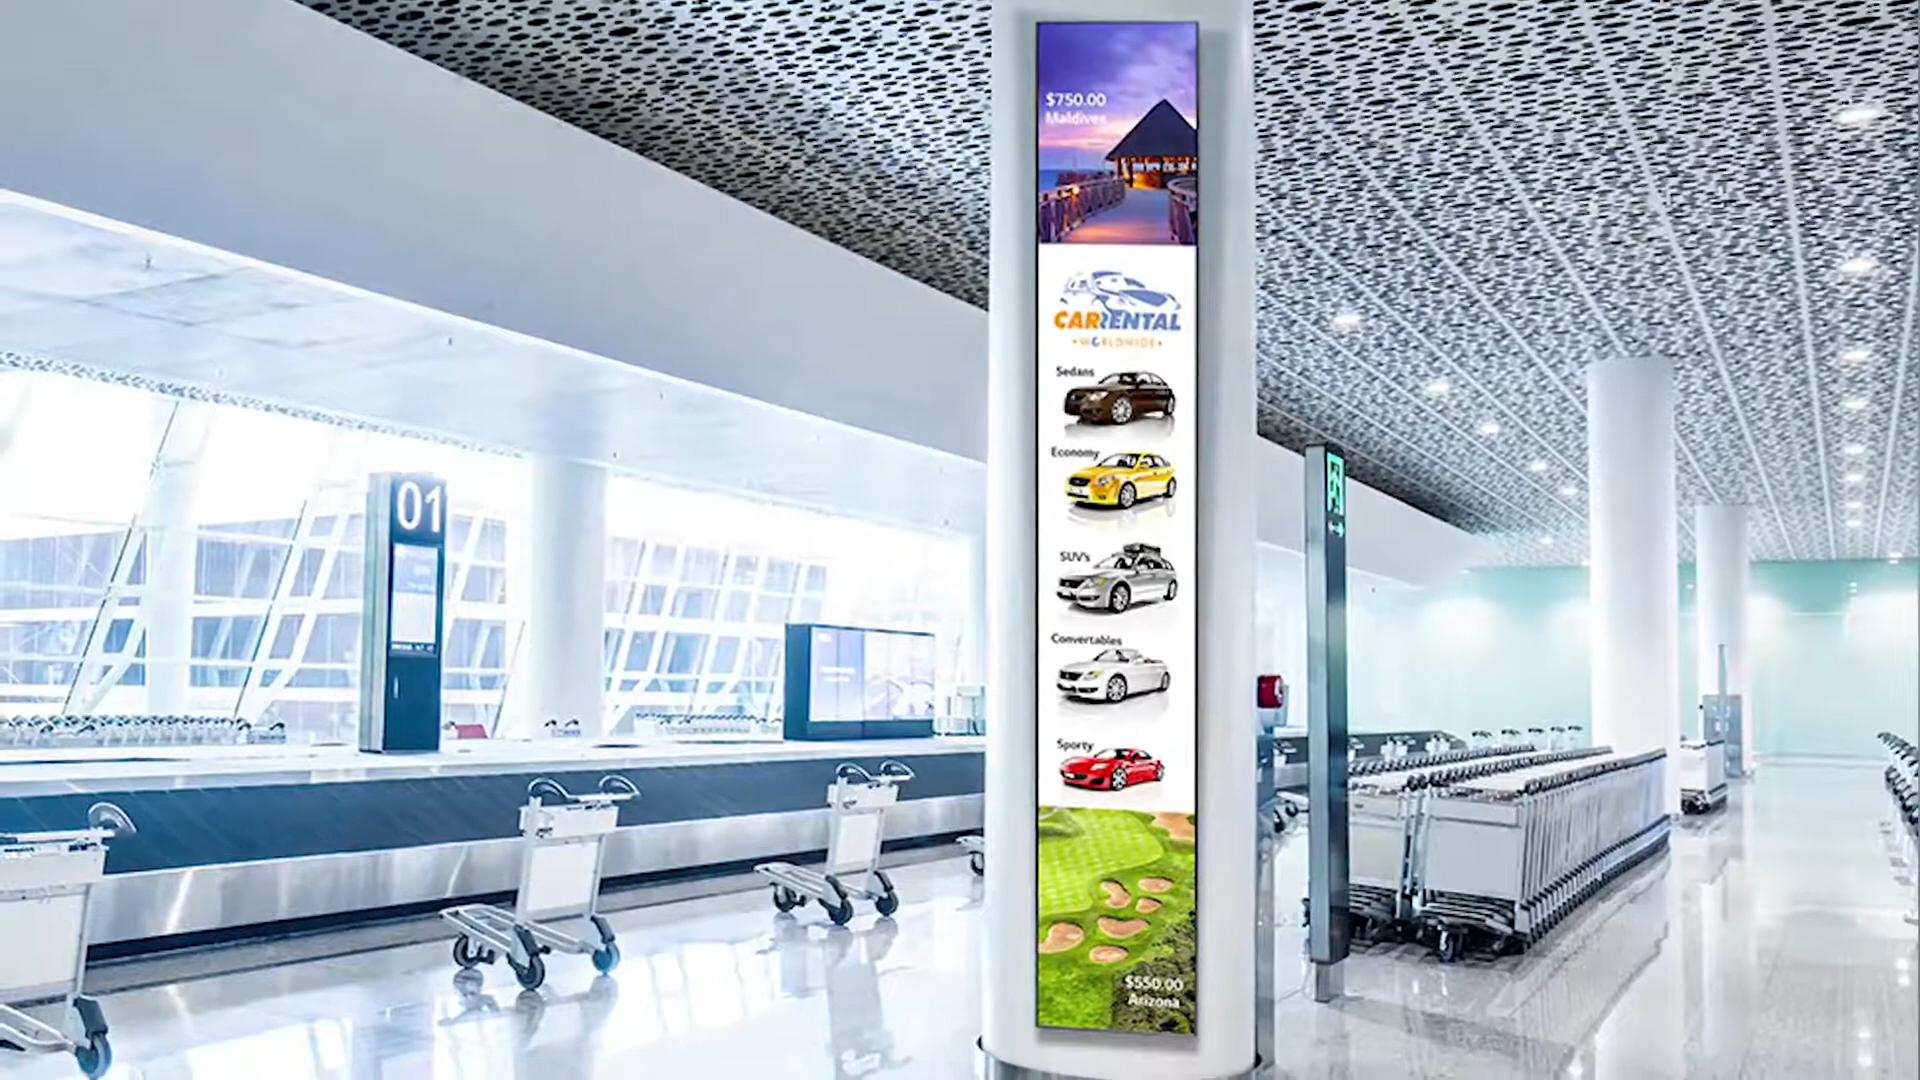 $750.00
Maldives
CARRENTAL
WORLDWIDE
Sedans
Economy
SUV's
Convertables
Sporty
$550.00
Arizona
01